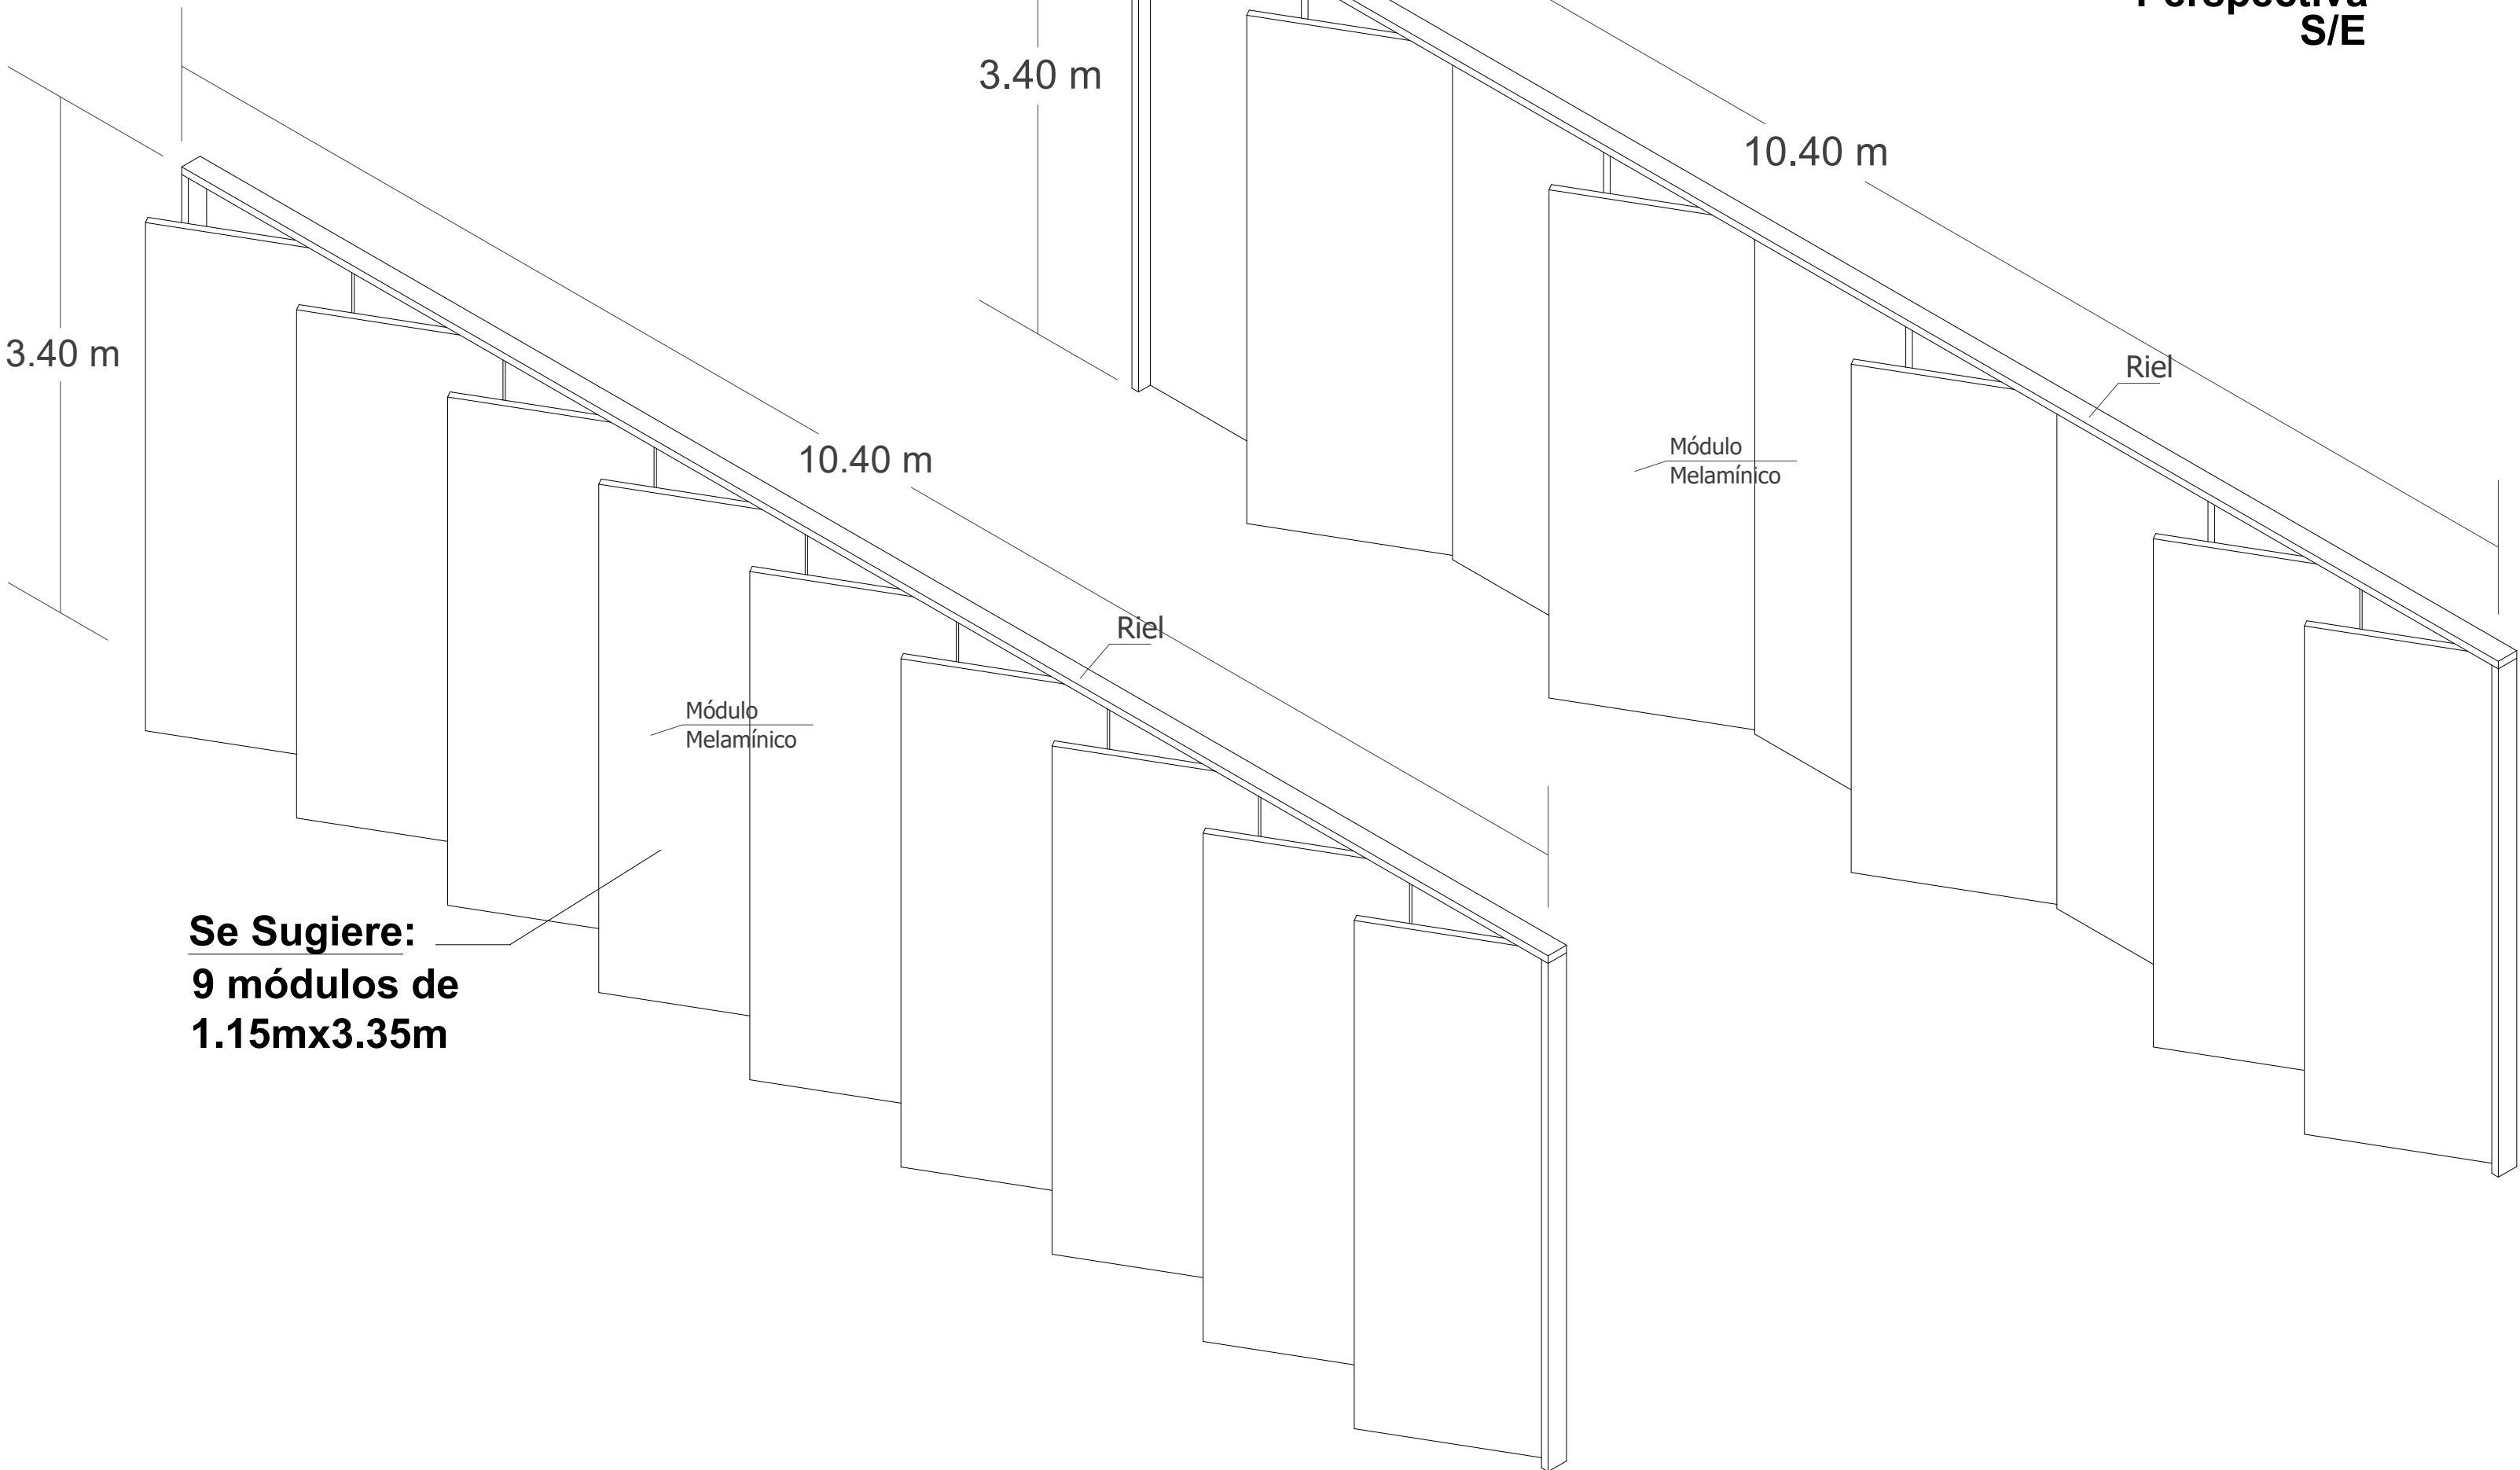 Perspectiva
S/E
3.40 m
10.40 m
Riel
Módulo
Melamínico
3.40 m
10.40 m
Riel
Módulo
Melamínico
Se Sugiere:
9 módulos de
1.15mx3.35m